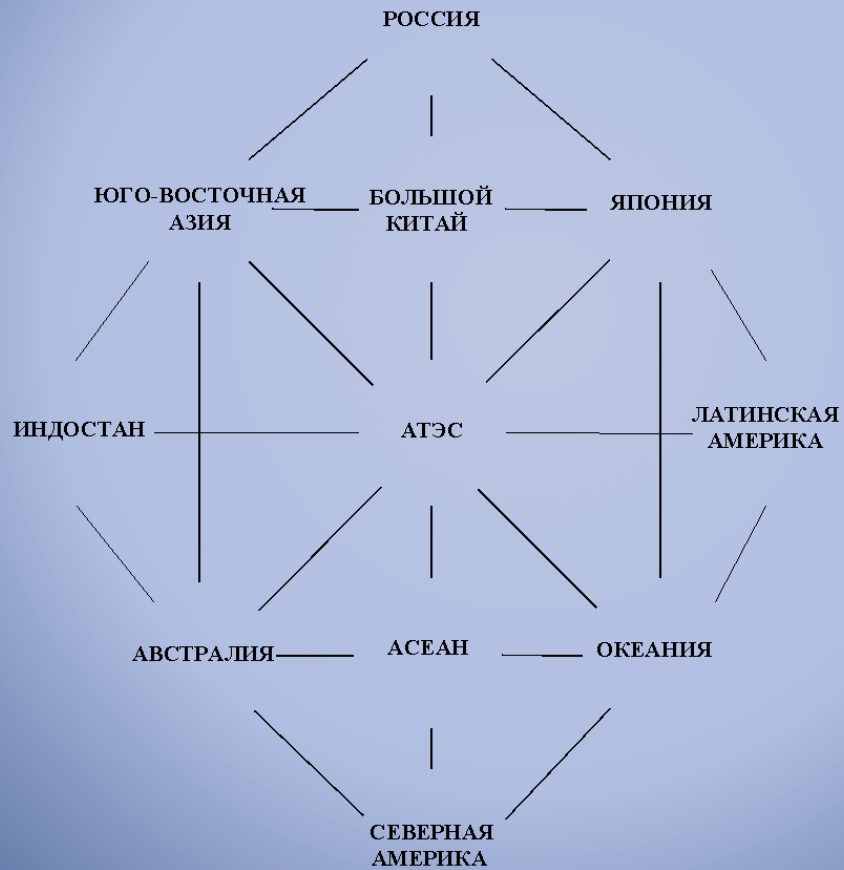 РОССИЯ
ЮГО-ВОСТОЧНАЯ
АЗИЯ
БОЛЬШОЙ
КИТАЙ
ЯПОНИЯ
ИНДОСТАН
АТЭС
ЛАТИНСКАЯ
АМЕРИКА
АВСТРАЛИЯ
АСЕАН
ОКЕАНИЯ
СЕВЕРНАЯ
АМЕРИКА